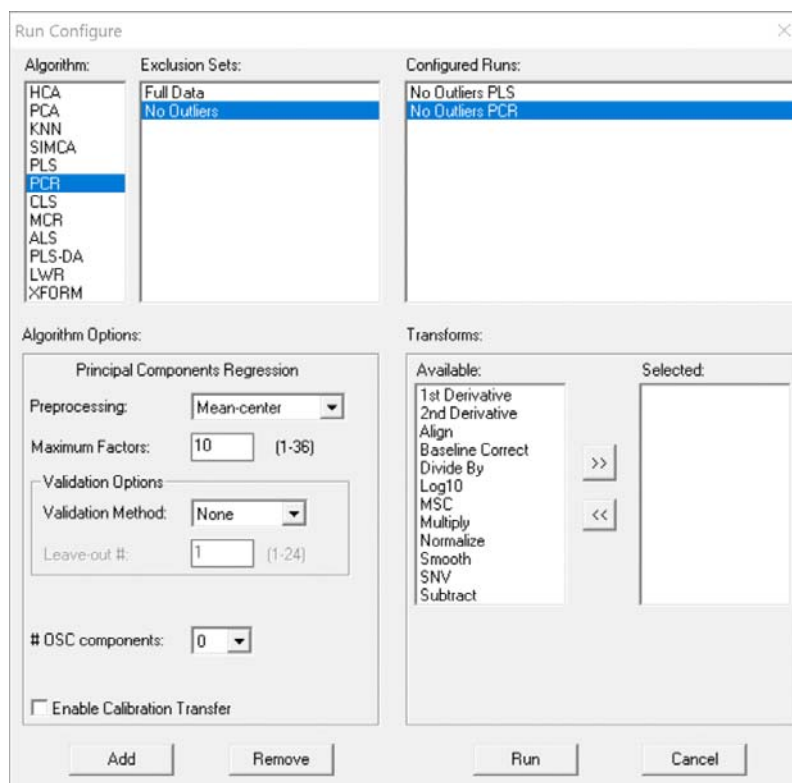 Run Configure
Algorithm:
HCA
PCA
KNN
SIMCA
PLS
PCR
CLS
MCR
ALS
PLS-DA
LWR
XFORM
Exclusion Sets:
Full Data
No Outliers
Configured Runs:
No Outliers PLS
No Outliers PCR
Algorithm Options:
Principal Components Regression
Preprocessing: Mean-center
Maximum Factors: 10 (1-36)
Validation Options
Validation Method: None
Leave-out #: 1 (1-24)
# OSC components: 0
Enable Calibration Transfer
Transforms:
Available:
1st Derivative
2nd Derivative
Align
Baseline Correct
Divide By
Log10
MSC
Multiply
Normalize
Smooth
SNV
Subtract
>>
<<
Selected:
Add Remove Run Cancel